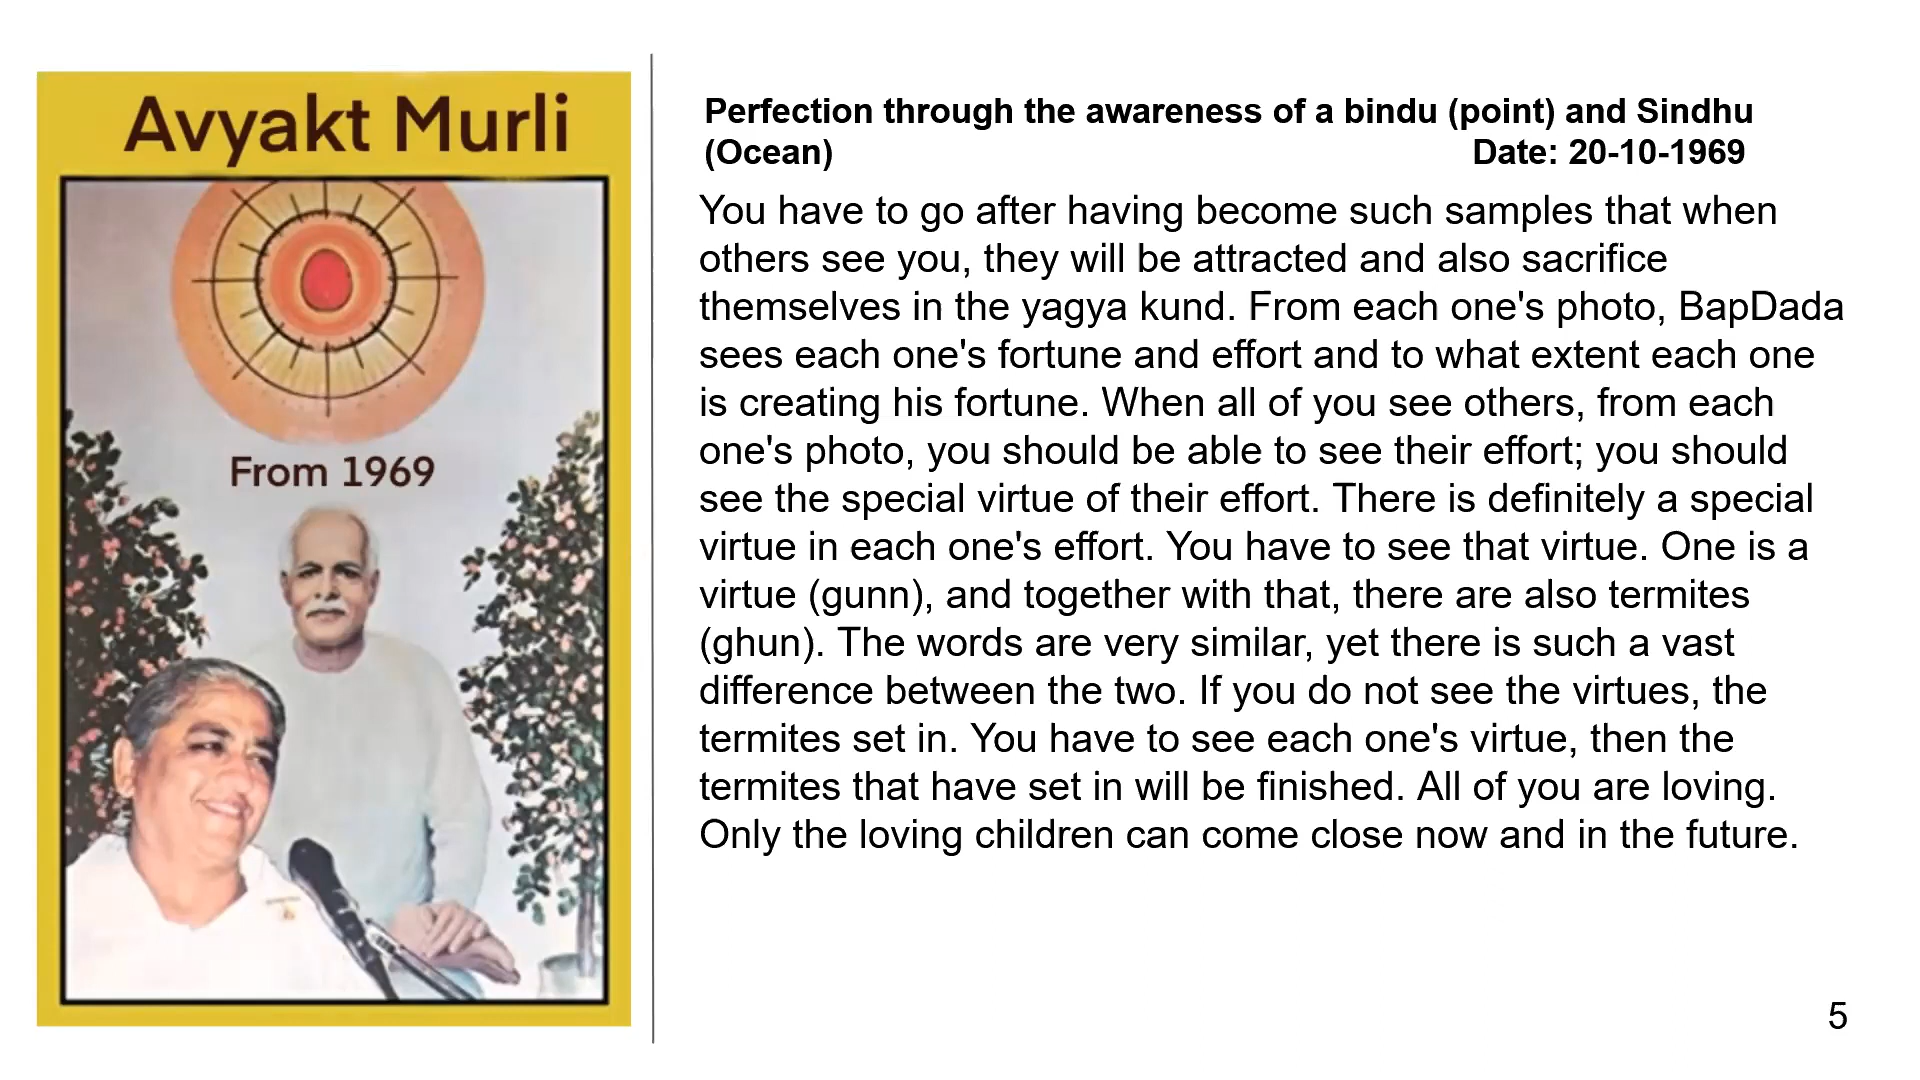 Avyakt Murli
From 1969
Perfection through the awareness of a bindu (point) and Sindhu
(Ocean) Date: 20-10-1969
You have to go after having become such samples that when
others see you, they will be attracted and also sacrifice
themselves in the yagya kund. From each one's photo, BapDada
sees each one's fortune and effort and to what extent each one
is creating his fortune. When all of you see others, from each
one's photo, you should be able to see their effort; you should
see the special virtue of their effort. There is definitely a special
virtue in each one's effort. You have to see that virtue. One is a
virtue (gunn), and together with that, there are also termites
(ghun). The words are very similar, yet there is such a vast
difference between the two. If you do not see the virtues, the
termites set in. You have to see each one's virtue, then the
termites that have set in will be finished. All of you are loving.
Only the loving children can come close now and in the future.
5